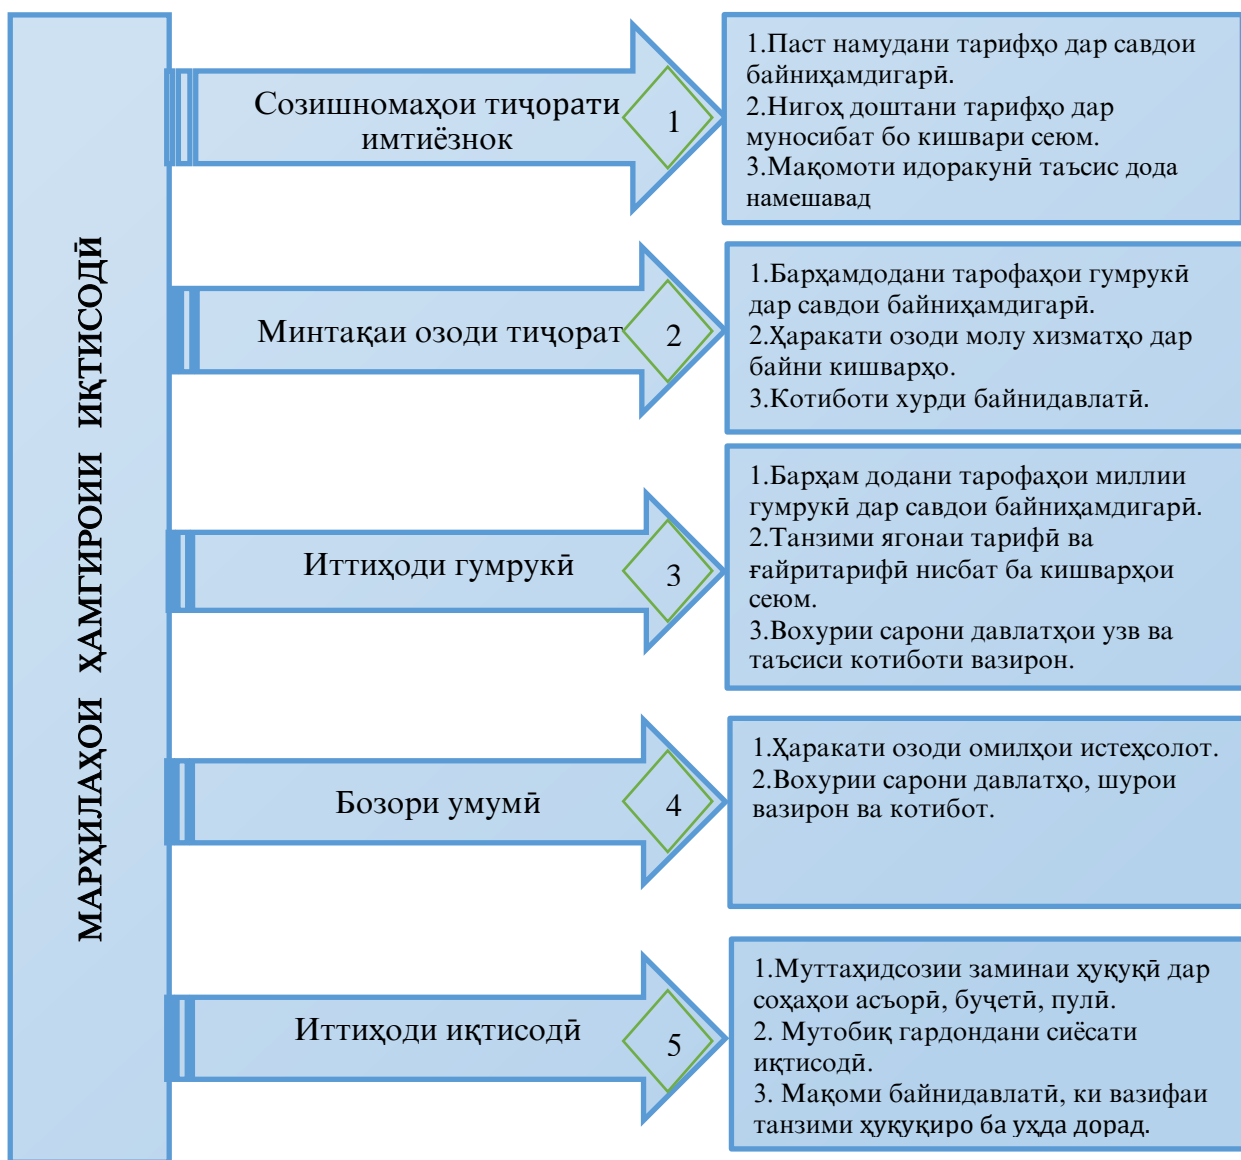 МАРҲИЛАҲОИ ҲАМГИРОИИ ИҚТИСОДӢ
Созишномаҳои тиҷорати
имтиёзнок
1
1.Паст намудани тарифҳо дар савдои
байниҳамдигарӣ.
2.Нигоҳ доштани тарифҳо дар
муносибат бо кишвари сеюм.
3.Мақомоти идоракунӣ таъсис дода
намешавад
Минтақаи озоди тиҷорат
2
1.Барҳамдодани тарофаҳои гумрукӣ
дар савдои байниҳамдигарӣ.
2.Ҳаракати озоди молу хизматҳо дар
байни кишварҳо.
3.Котиботи хурди байнидавлатӣ.
Иттиҳоди гумрукӣ
3
1.Барҳам додани тарофаҳои миллии
гумрукӣ дар савдои байниҳамдигарӣ.
2.Танзими ягонаи тарифӣ ва
ғайритарифӣ нисбат ба кишварҳои
сеюм.
3.Вохурии сарони давлатҳои узв ва
таъсиси котиботи вазирон.
Бозори умумӣ
4
1.Ҳаракати озоди омилҳои истеҳсолот.
2.Вохурии сарони давлатҳо, шурои
вазирон ва котибот.
Иттиҳоди иқтисодӣ
5
1.Муттаҳидсозии заминаи ҳуқуқӣ дар
соҳаҳои асъорӣ, буҷетӣ, пулӣ.
2. Мутобиқ гардондани сиёсати
иқтисодӣ.
3. Мақоми байнидавлатӣ, ки вазифаи
танзими ҳуқуқиро ба уҳда дорад.